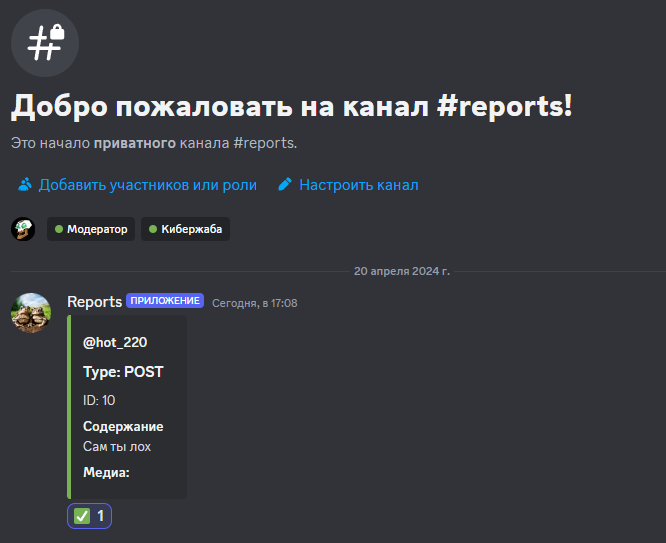 Добро пожаловать на канал #reports!
Это начало приватного канала #reports.
Добавить участников или роли Настроить канал
Модератор Кибержаба
20 апреля 2024 г.
Reports ПРИЛОЖЕНИЕ Сегодня, в 17:08
@hot_220
Type: POST
ID: 10
Содержание
Сам ты лох
Медиа:
1